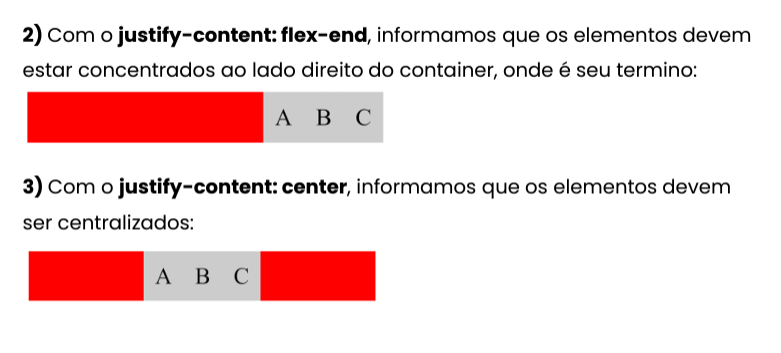 2) Com o justify-content: flex-end, informamos que os elementos devem
estar concentrados ao lado direito do container, onde é seu termino:
A B C
3) Com o justify-content: center, informamos que os elementos devem
ser centralizados:
A B C